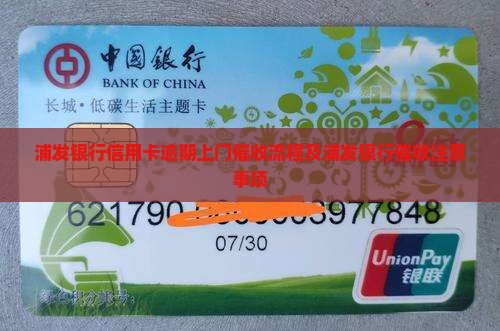 中国银行
BANK OF CHINA
长城·低碳生活主题卡
浦发银行信用卡逾期上门催收流程及浦发银行催收注意
事项
621790 3977848
07/30
UnionPay
银联